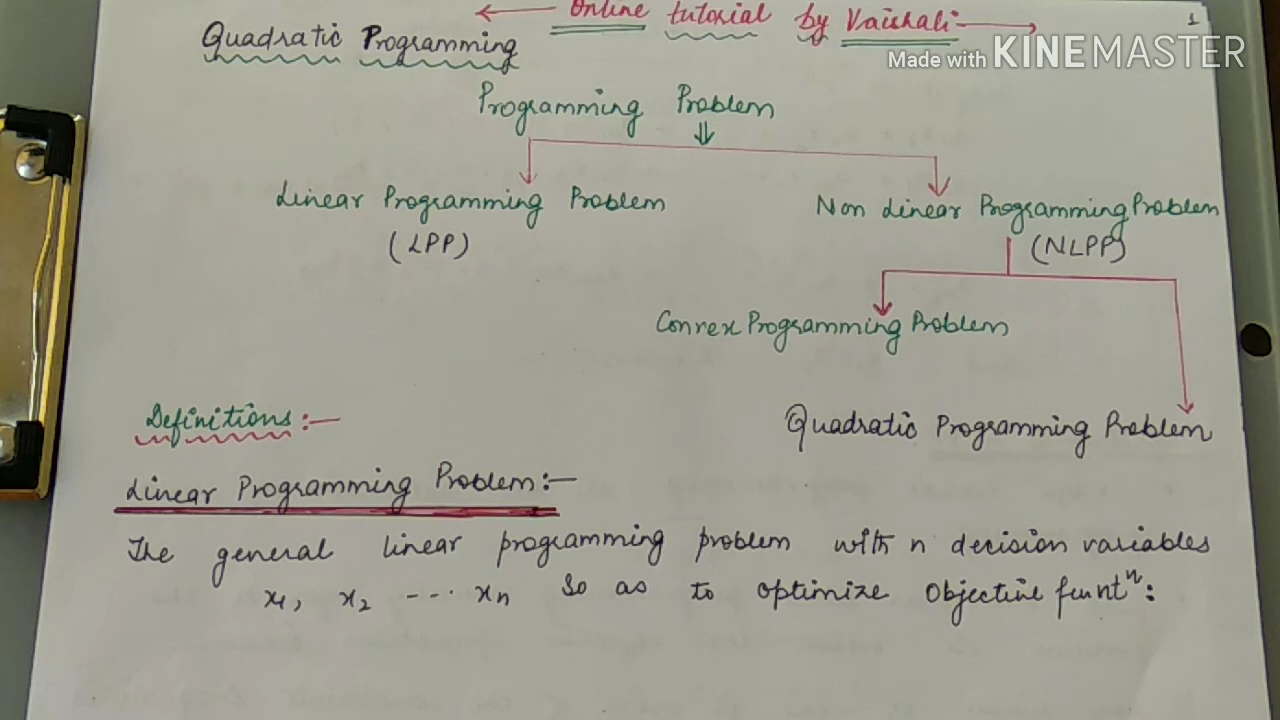 Online tutorial by Vaishali:-
1
Quadratic Programming
Made with KINEMASTER
Programming Problem
Linear Programming Problem
(LPP)
Non Linear Programming Problem
(NLPP)
Convex Programming Problem
Quadratic Programming Problem
Definitions:-
Linear Programming Problem:-
The general linear programming problem with n decision variables
x1, x2 ---- xn So as to optimize Objective funtⁿ: